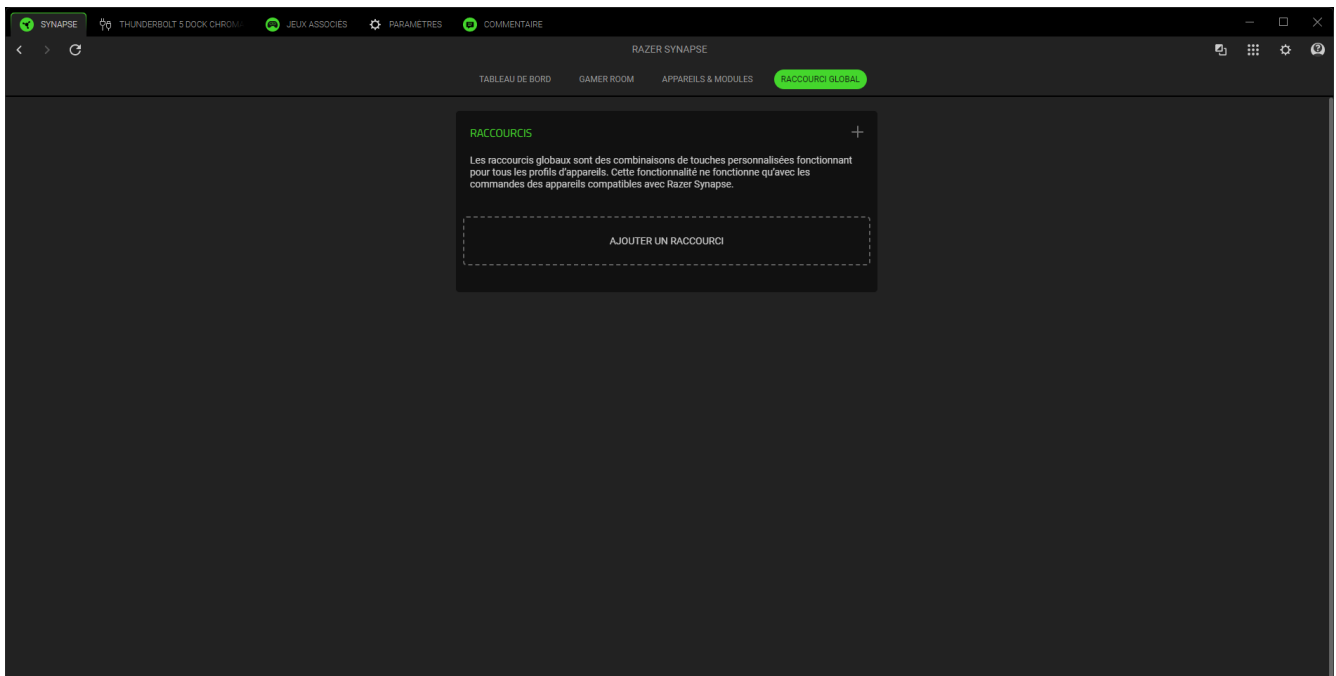 SYNAPSE
THUNDERBOLT 5 DOCK CHROMA
JEUX ASSOCIES
PARAMETRES
COMMENTAIRE
RAZER SYNAPSE
TABLEAU DE BORD
GAMER ROOM
APPAREILS & MODULES
RACCOURCI GLOBAL
RACCOURCIS
Les raccourcis globaux sont des combinaisons de touches personnalisées fonctionnant
pour tous les profils d'appareils. Cette fonctionnalité ne fonctionne qu'avec les
commandes des appareils compatibles avec Razer Synapse.
AJOUTER UN RACCOURCI